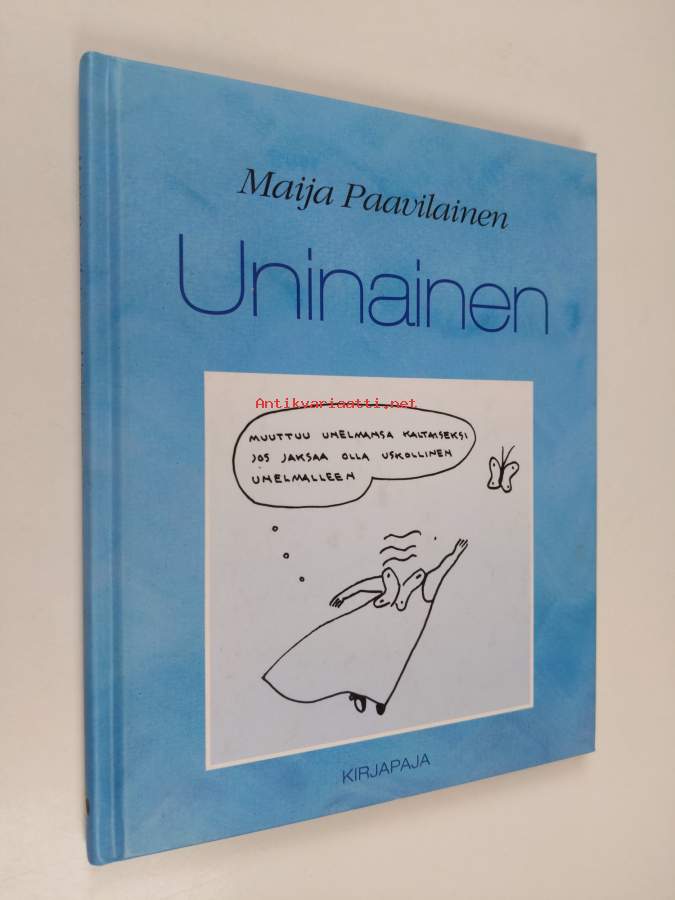 Maija Paavilainen
Uninainen
Antikvariaatti.net
MUUTTUU UNELMANSA KALTAISEKSI
JOS JAKSAA OLLA USKOLLINEN
UNELMALLEEN
KIRJAPAJA